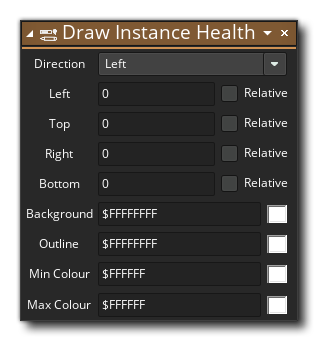 Draw Instance Health
Direction Left
Left 0 Relative
Top 0 Relative
Right 0 Relative
Bottom 0 Relative
Background $FFFFFFFF
Outline $FFFFFFFF
Min Colour $FFFFFF
Max Colour $FFFFFF